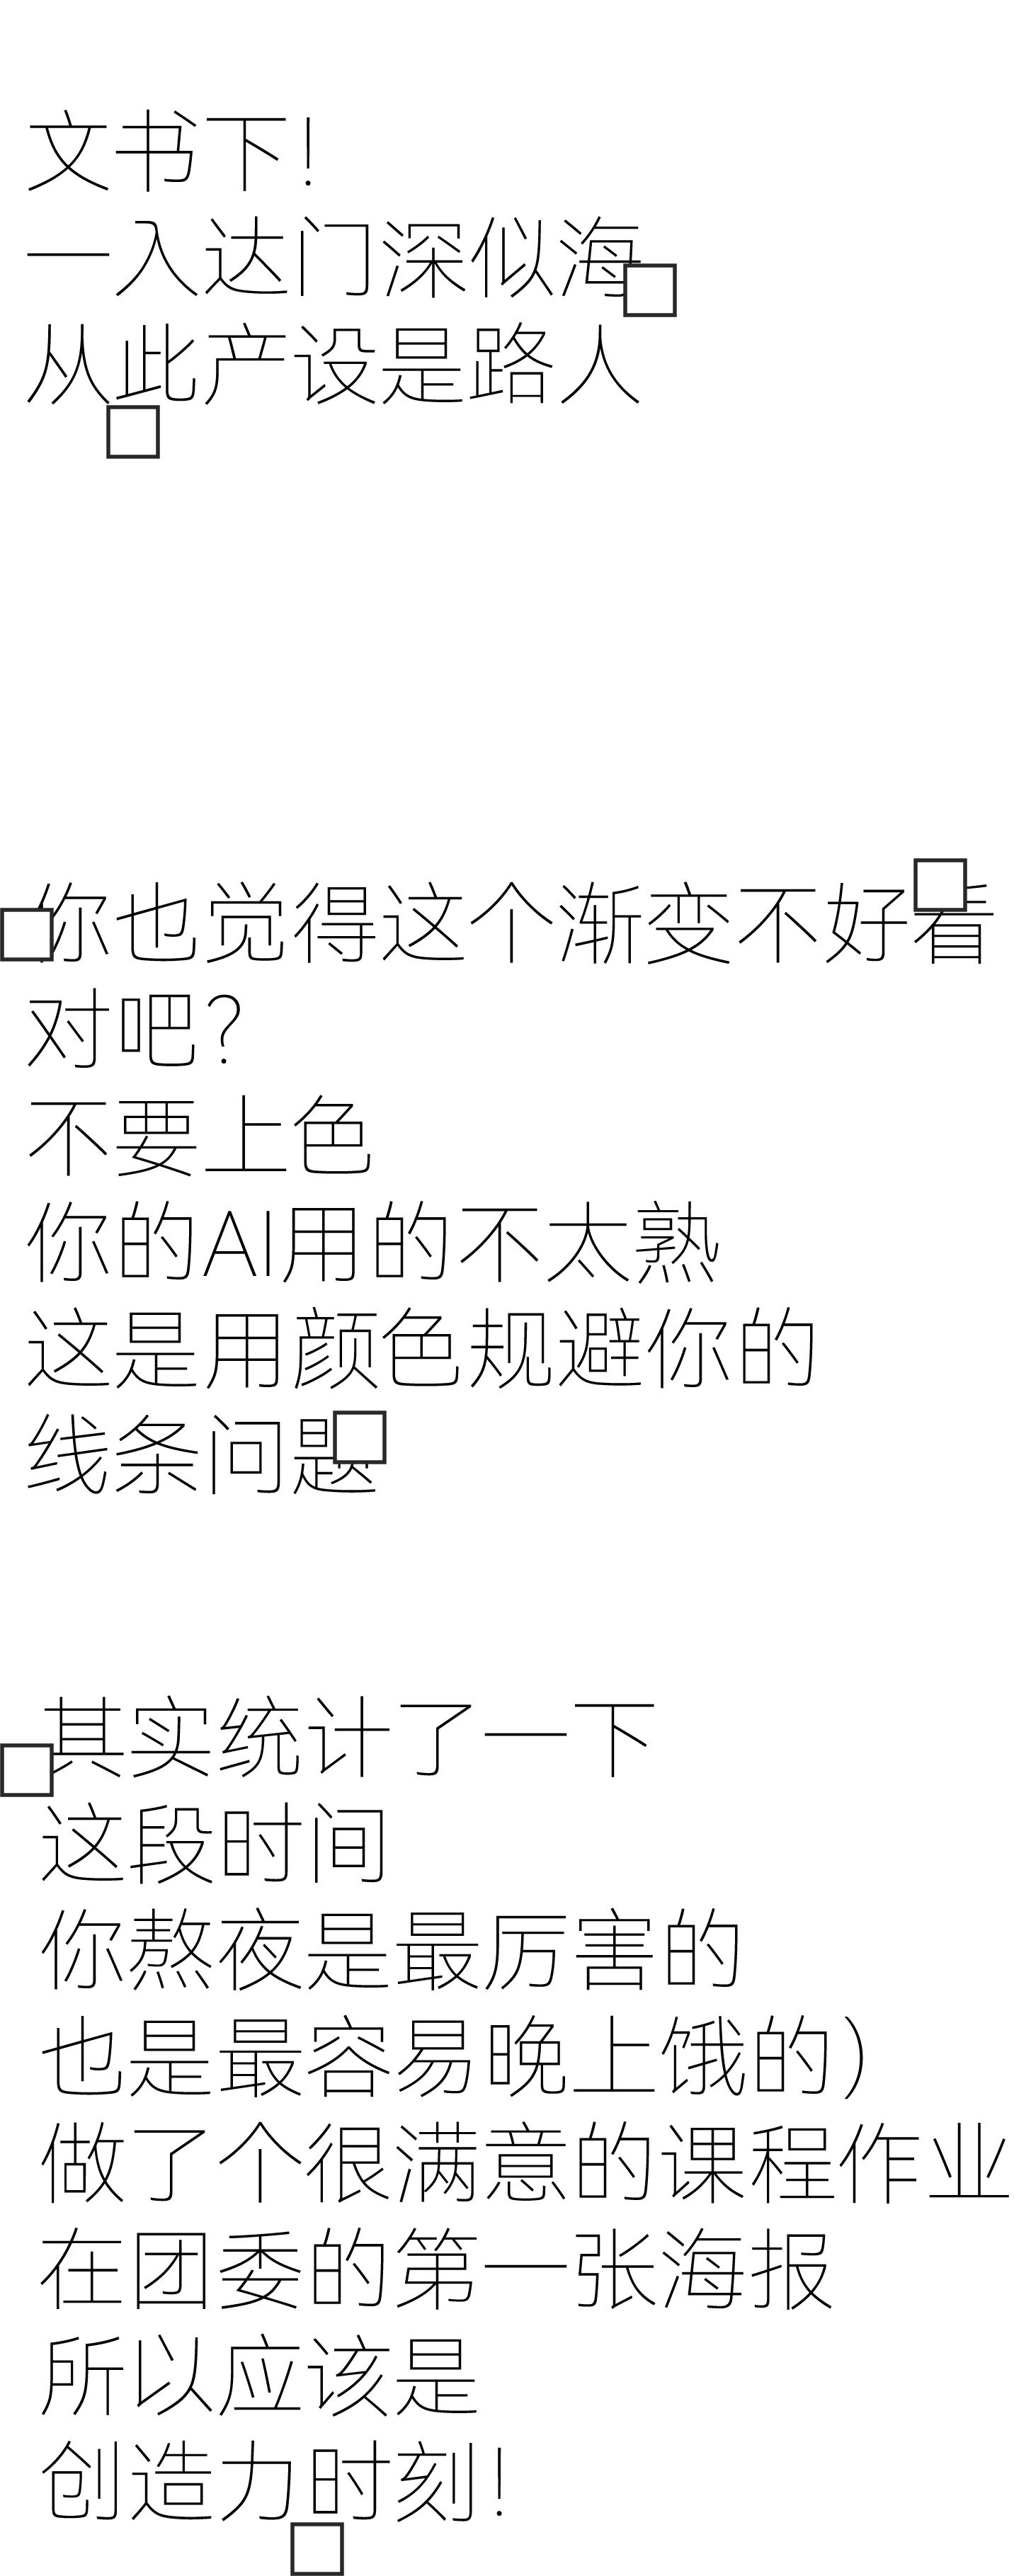 文书下!
一入达门深似海
从此产设是路人
你也觉得这个渐变不好看
对吧?
不要上色
你的AI用的不太熟
这是用颜色规避你的
线条问题
其实统计了一下
这段时间
你熬夜是最厉害的
也是最容易晚上饿的)
做了个很满意的课程作业
在团委的第一张海报
所以应该是
创造力时刻!